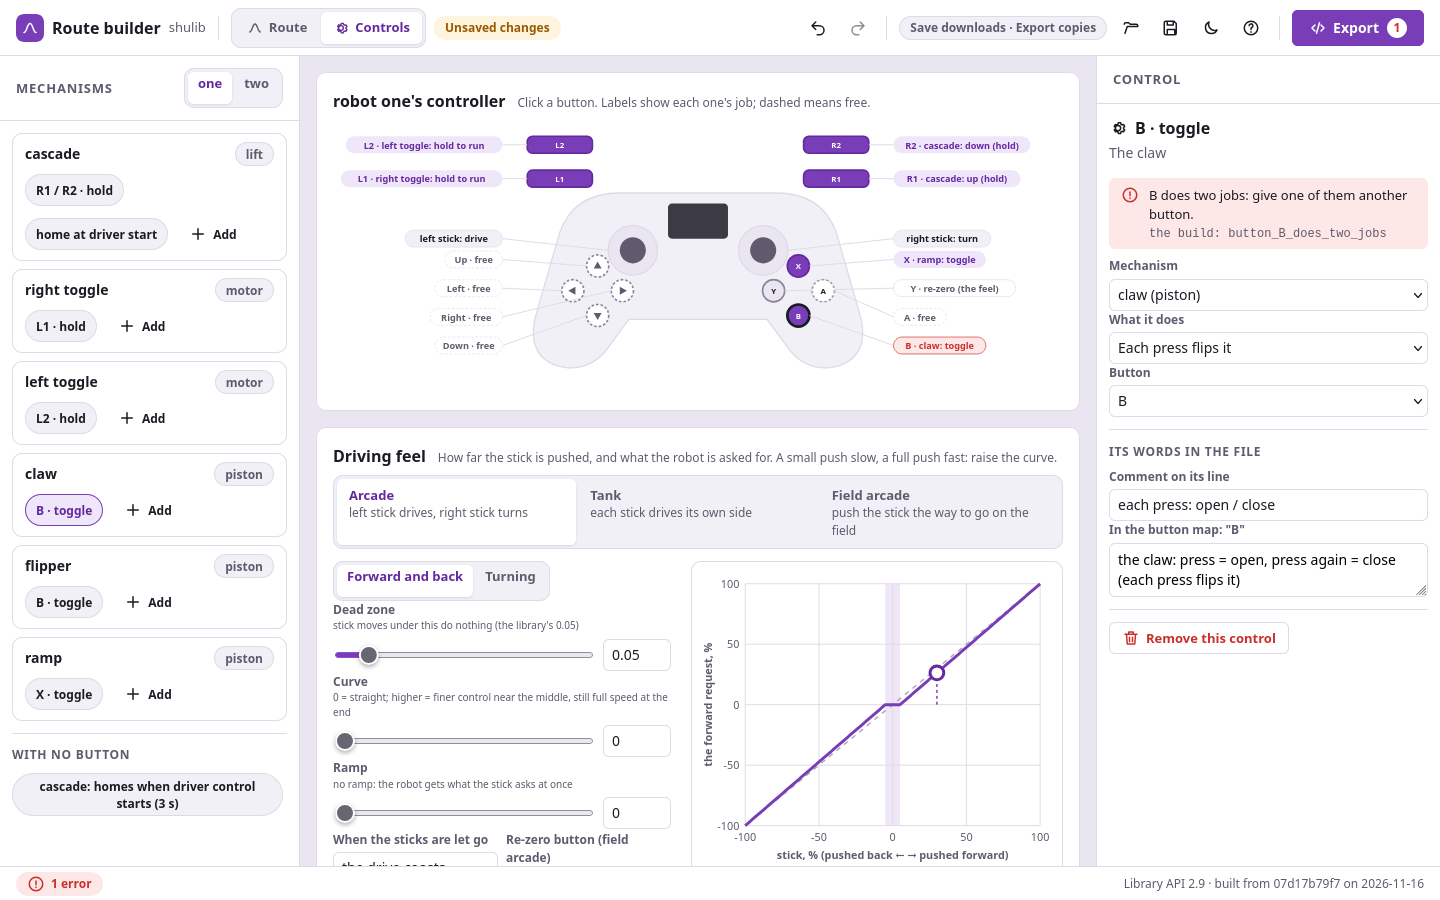 Route builder shulib Route Controls Unsaved changes Save downloads · Export copies Export 1
MECHANISMS one two
cascade lift
R1 / R2 · hold
home at driver start Add
right toggle motor
L1 · hold Add
left toggle motor
L2 · hold Add
claw piston
B · toggle Add
flipper piston
B · toggle Add
ramp piston
X · toggle Add
WITH NO BUTTON
cascade: homes when driver control
starts (3 s)
robot one's controller Click a button. Labels show each one's job; dashed means free.
L2 · left toggle: hold to run L2 R2 R2 · cascade: down (hold)
L1 · right toggle: hold to run L1 R1 R1 · cascade: up (hold)
left stick: drive right stick: turn
Up · free X X · ramp: toggle
Left · free Y A Y · re-zero (the feel)
Right · free B A · free
Down · free B · claw: toggle
Driving feel How far the stick is pushed, and what the robot is asked for. A small push slow, a full push fast: raise the curve.
Arcade
left stick drives, right stick turns
Tank
each stick drives its own side
Field arcade
push the stick the way to go on the
field
Forward and back Turning
Dead zone
stick moves under this do nothing (the library's 0.05)
0.05
Curve
0 = straight; higher = finer control near the middle, still full speed at the
end
0
Ramp
no ramp: the robot gets what the stick asks at once
0
When the sticks are let go
the drive coasts
Re-zero button (field
arcade)
the forward request, %
100
50
0
-50
-100
-100 -50 0 50 100
stick, % (pushed back ← → pushed forward)
CONTROL
B · toggle
The claw
B does two jobs: give one of them another
button.
the build: button_B_does_two_jobs
Mechanism
claw (piston)
What it does
Each press flips it
Button
B
ITS WORDS IN THE FILE
Comment on its line
each press: open / close
In the button map: "B"
the claw: press = open, press again = close
(each press flips it)
Remove this control
1 error Library API 2.9 · built from 07d17b79f7 on 2026-11-16